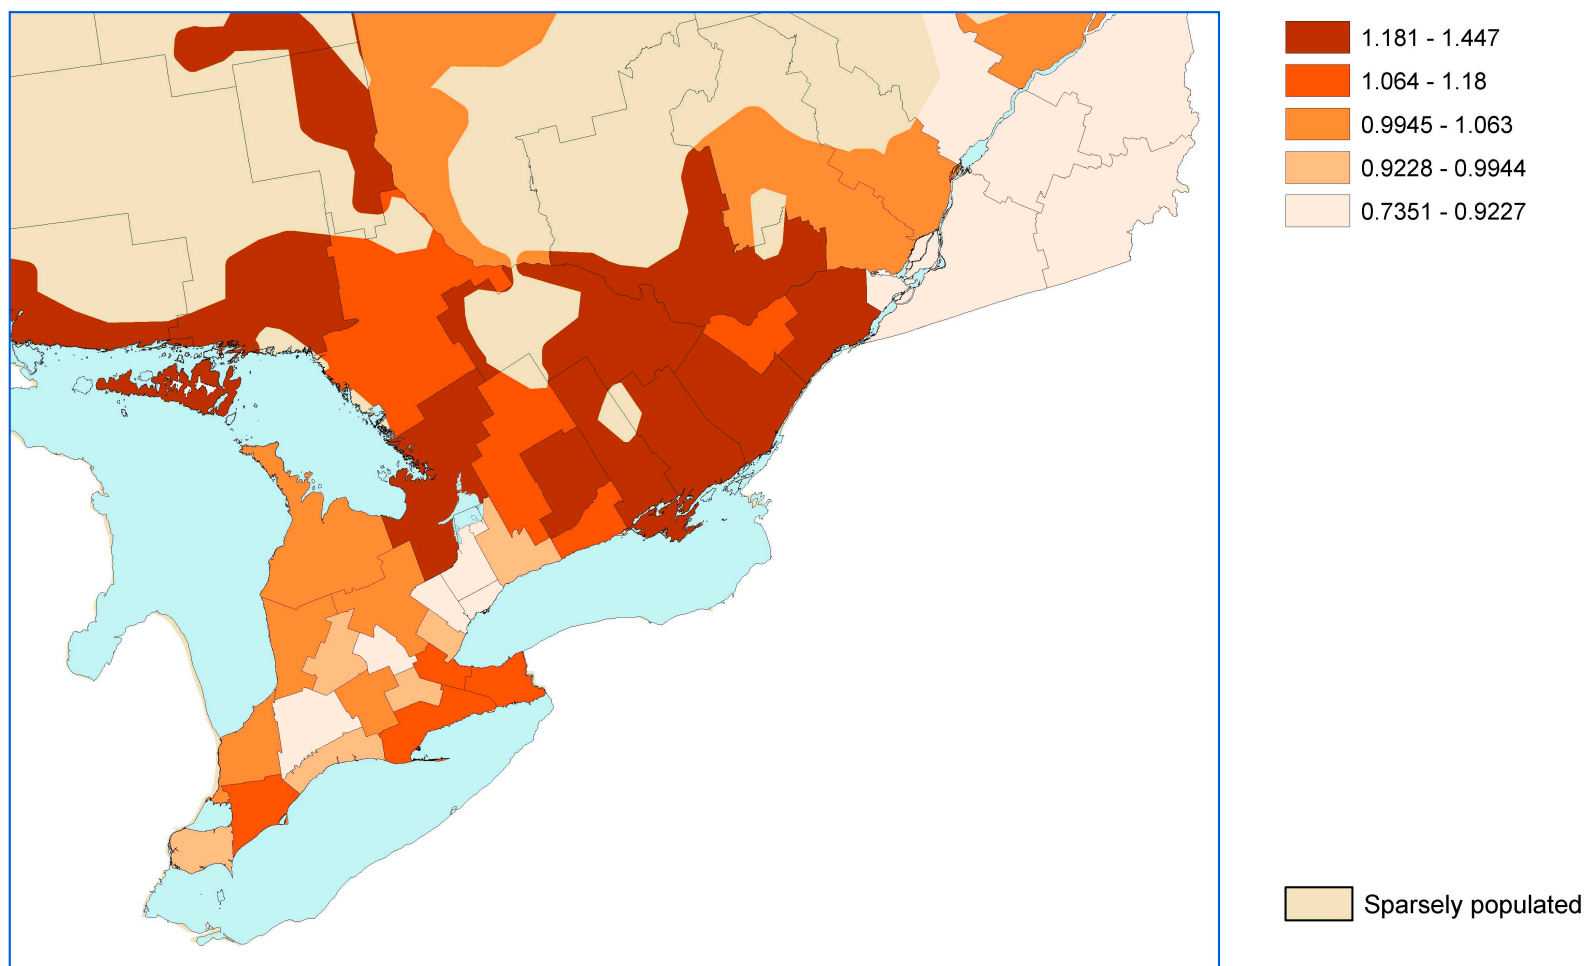 1.181 - 1.447
1.064 - 1.18
0.9945 - 1.063
0.9228 - 0.9944
0.7351 - 0.9227
Sparsely populated